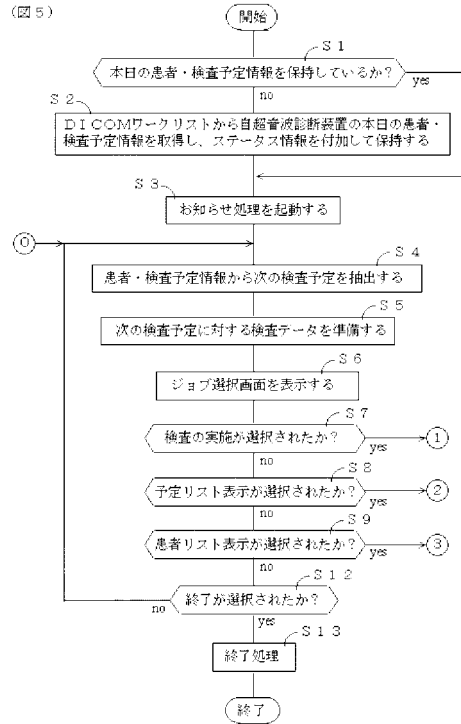 (図５)
開始
Ｓ１
本日の患者・検査予定情報を保持しているか？
yes
no
Ｓ２
ＤＩＣＯＭワークリストから自超音波診断装置の本日の患者・
検査予定情報を取得し、ステータス情報を付加して保持する
Ｓ３
お知らせ処理を起動する
０
Ｓ４
患者・検査予定情報から次の検査予定を抽出する
Ｓ５
次の検査予定に対する検査データを準備する
Ｓ６
ジョブ選択画面を表示する
Ｓ７
検査の実施が選択されたか？
yes
１
no
Ｓ８
予定リスト表示が選択されたか？
yes
２
no
Ｓ９
患者リスト表示が選択されたか？
yes
３
no
Ｓ１２
終了が選択されたか？
no
yes
Ｓ１３
終了処理
終了